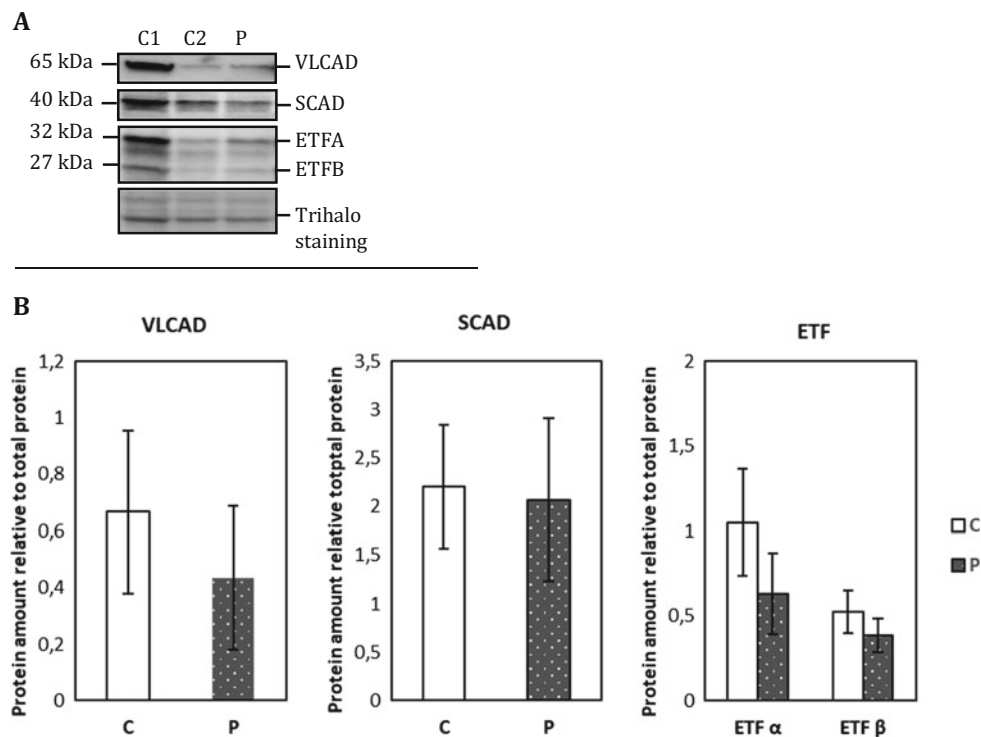 A
C1 C2 P
65 kDa VLCAD
40 kDa SCAD
32 kDa ETFA
27 kDa ETFB
Trihalo
staining
B
VLCAD
Protein amount relative to total protein
1,2
1
0,8
0,6
0,4
0,2
0
C P
SCAD
Protein amount relative totptal protein
3,5
3
2,5
2
1,5
1
0,5
0
C P
ETF
Protein amount relative to total protein
2
1,5
1
0,5
0
ETF α ETF β
C
P